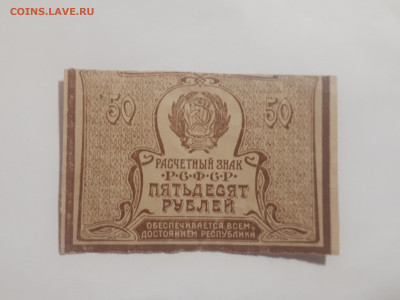 COINS.LAVE.RU
50 50
РАСЧЕТНЫЙ ЗНАК
Р·С·Ф·С·Р
ПЯТЬДЕСЯТ
РУБЛЕЙ
ОБЕСПЕЧИВАЕТСЯ ВСЕМ
ДОСТОЯНИЕМ РЕСПУБЛИКИ